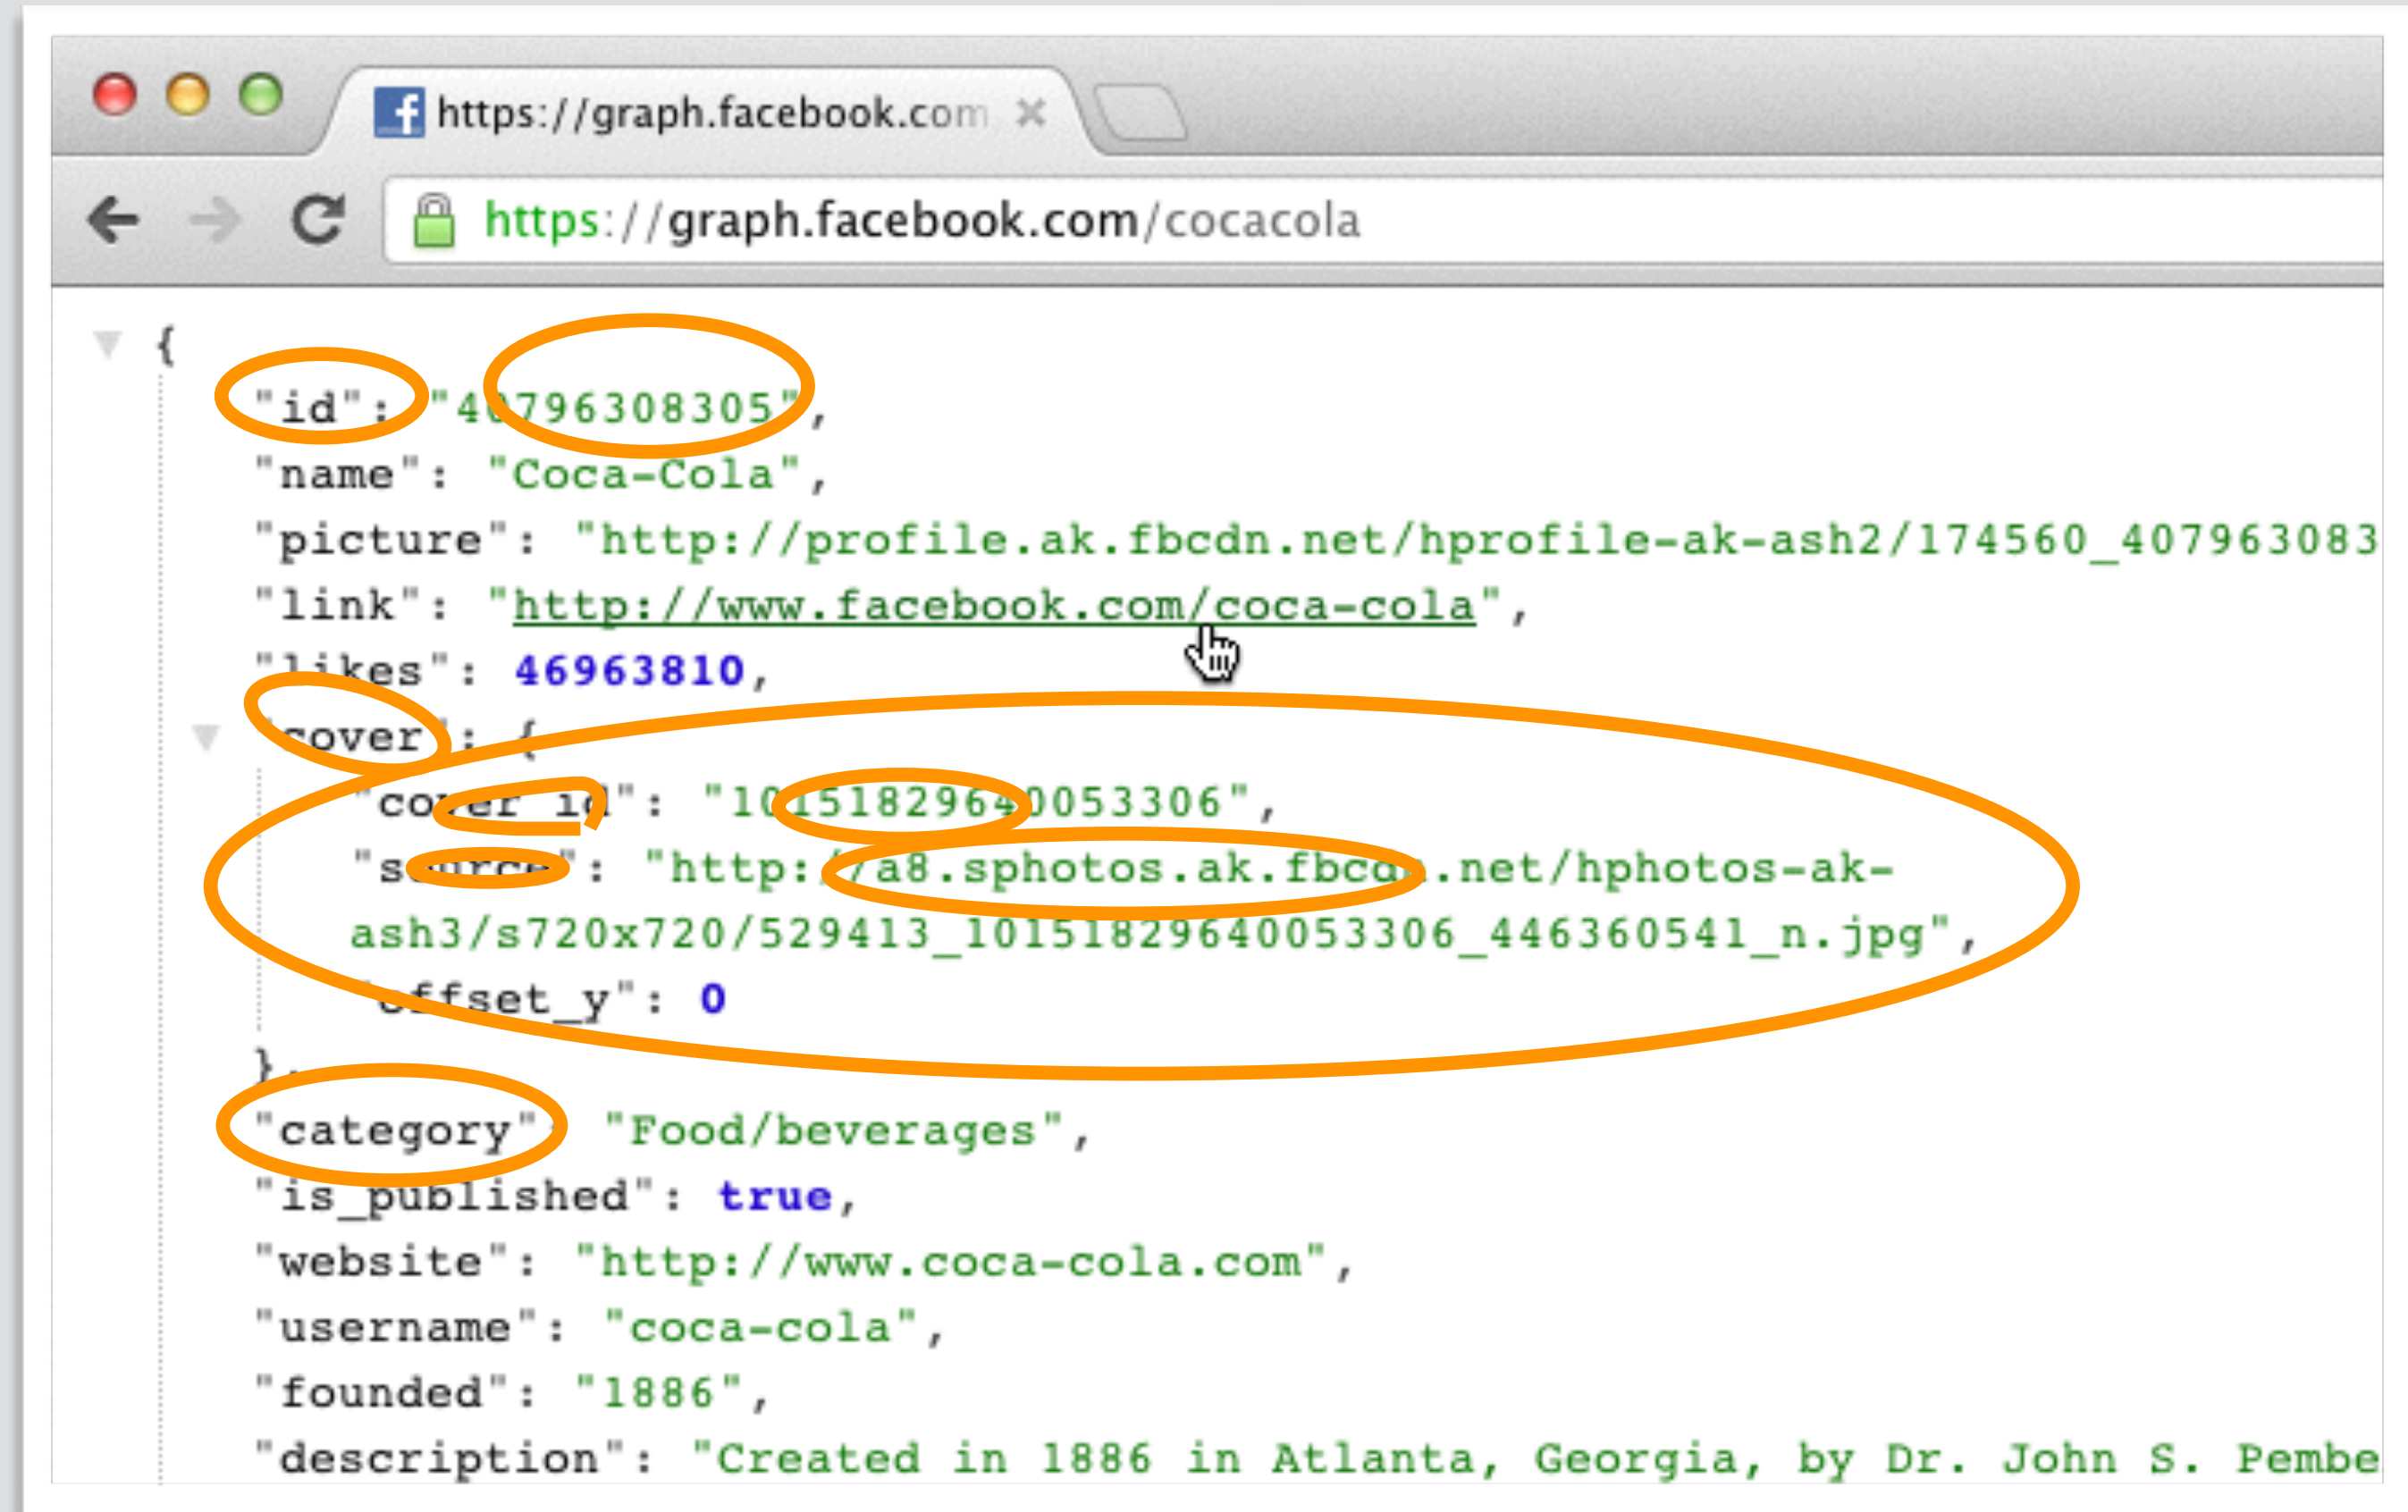 https://graph.facebook.com
https://graph.facebook.com/cocacola
{
"id": "40796308305",
"name": "Coca-Cola",
"picture": "http://profile.ak.fbcdn.net/hprofile-ak-ash2/174560_407963083
"link": "http://www.facebook.com/coca-cola",
"likes": 46963810,
"cover": {
"cover_id": "10151829640053306",
"source": "http://a8.sphotos.ak.fbcdn.net/hphotos-ak-
ash3/s720x720/529413_10151829640053306_446360541_n.jpg",
"offset_y": 0
},
"category": "Food/beverages",
"is_published": true,
"website": "http://www.coca-cola.com",
"username": "coca-cola",
"founded": "1886",
"description": "Created in 1886 in Atlanta, Georgia, by Dr. John S. Pembe